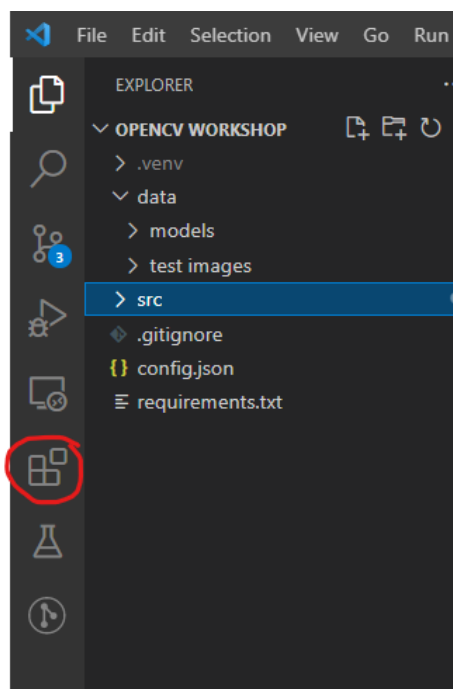 File Edit Selection View Go Run
EXPLORER
OPENCV WORKSHOP
.venv
data
models
test images
src
.gitignore
{} config.json
requirements.txt
3